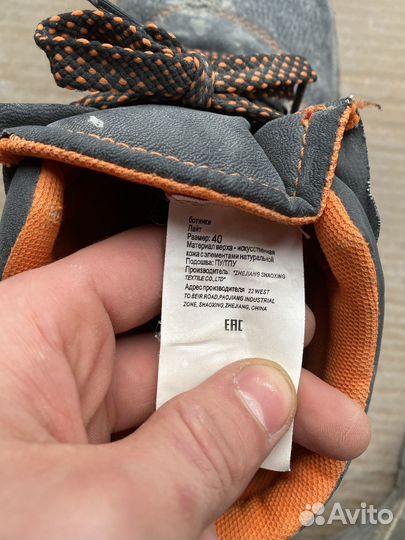 ботинки
Лайт
Размер: 40
Материал верха - искусственная
кожа с элементами натуральной
Подошва: ПУ/ТПУ
Производитель: "ZHEJIANG SHAOXING
TEXTILE CO.,LTD"
Адрес производителя 22 WEST
TO BEIR ROAD,PAOJIANG INDUSTRIAL
ZONE, SHAOXING,ZHEJIANG, CHINA
EAC
Avito